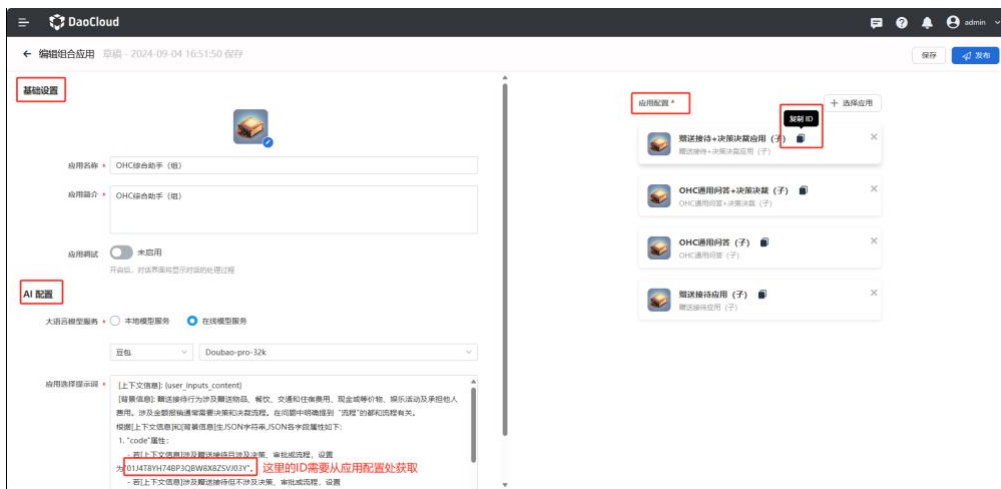 DaoCloud
admin
编辑组合应用 草稿 - 2024-09-04 16:51:50 保存
保存 发布
基础设置
应用名称 * OHC综合助手（组）
应用简介 * OHC综合助手（组）
应用调试 未启用
开启后，对话界面将显示对话的处理过程
AI 配置
大语言模型服务 * 本地模型服务 在线模型服务
豆包 Doubao-pro-32k
应用选择提示词 * [上下文信息]: {user_inputs_content}
[背景信息]: 赠送接待行为涉及赠送物品、餐饮、交通和住宿费用、现金或等价物、娱乐活动及承担他人
费用。涉及金额报销通常需要决策和决裁流程。在问题中明确提到 "流程"的都和流程有关。
根据[上下文信息]和[背景信息]生JSON字符串,JSON各字段属性如下:
1. "code"属性:
- 若[上下文信息]涉及赠送接待且涉及决策、审批或流程，设置
为"01J4T8YH74BP3QBW8X8ZSVJ03Y"。 这里的ID需要从应用配置处获取
- 若[上下文信息]涉及赠送接待但不涉及决策、审批或流程，设置
应用配置 *
+ 选择应用
复制 ID
赠送接待+决策决裁应用（子）
赠送接待+决策决裁应用（子）
OHC通用问答+决策决裁（子）
OHC通用问答+决策决裁（子）
OHC通用问答（子）
OHC通用问答（子）
赠送接待应用（子）
赠送接待应用（子）